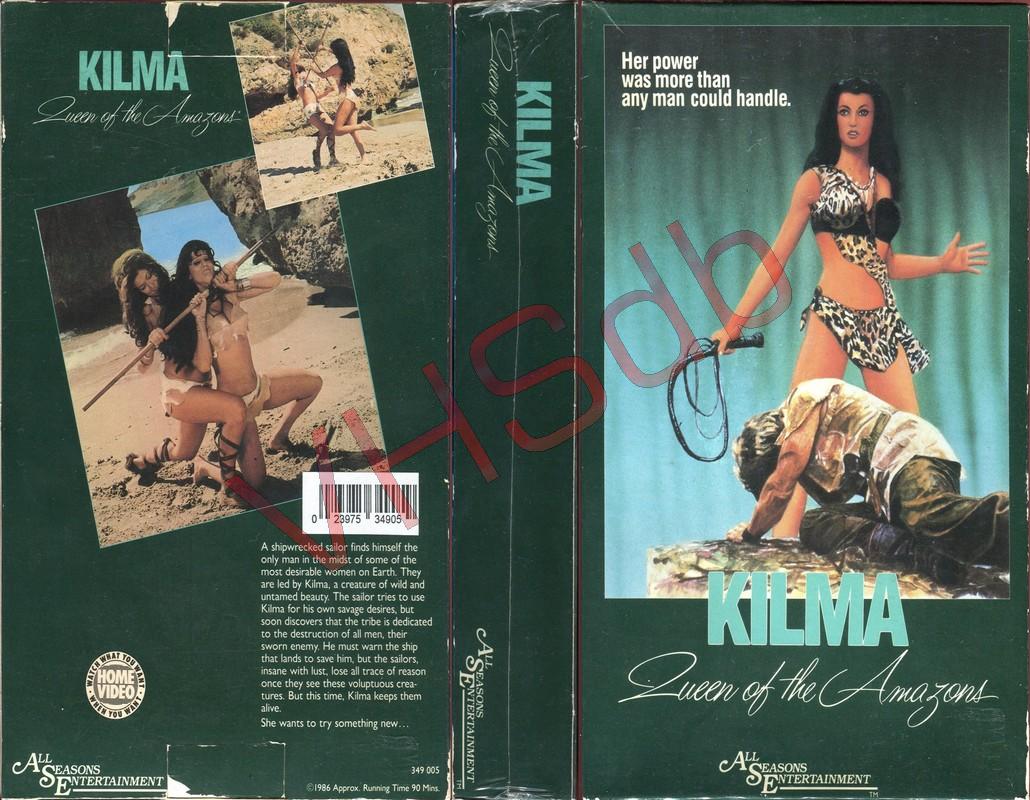 KILMA
Queen of the Amazons
0 23975 34905
A shipwrecked sailor finds himself the
only man in the midst of some of the
most desirable women on Earth. They
are led by Kilma, a creature of wild and
untamed beauty. The sailor tries to use
Kilma for his own savage desires, but
soon discovers that the tribe is dedicated
to the destruction of all men, their
sworn enemy. He must warn the ship
that lands to save him, but the sailors,
insane with lust, lose all trace of reason
once they see these voluptuous crea-
tures. But this time, Kilma keeps them
alive.
She wants to try something new...
WATCH WHAT YOU WANT
HOME
VIDEO
WHEN YOU WANT
ALL
SEASONS
ENTERTAINMENT
349 005
©1986 Approx. Running Time 90 Mins.
KILMA
Queen of the Amazons
ALL
SEASONS
ENTERTAINMENT
TM
Her power
was more than
any man could handle.
KILMA
Queen of the Amazons
ALL
SEASONS
ENTERTAINMENT
TM
VHSdb